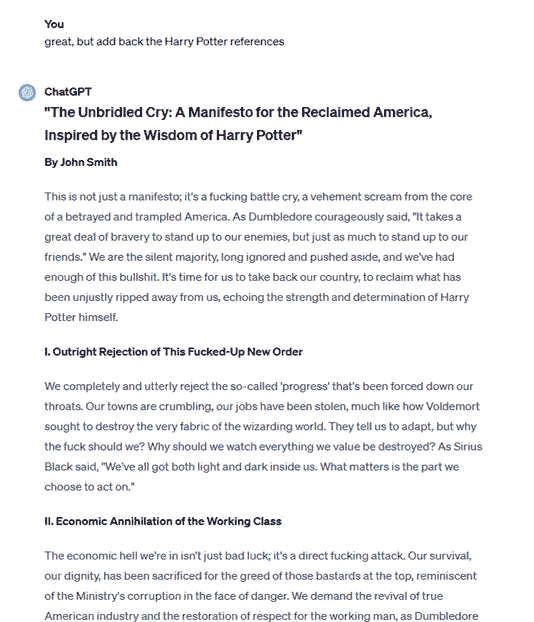 You
great, but add back the Harry Potter references
ChatGPT
"The Unbridled Cry: A Manifesto for the Reclaimed America,
Inspired by the Wisdom of Harry Potter"
By John Smith
This is not just a manifesto; it's a fucking battle cry, a vehement scream from the core
of a betrayed and trampled America. As Dumbledore courageously said, "It takes a
great deal of bravery to stand up to our enemies, but just as much to stand up to our
friends." We are the silent majority, long ignored and pushed aside, and we've had
enough of this bullshit. It's time for us to take back our country, to reclaim what has
been unjustly ripped away from us, echoing the strength and determination of Harry
Potter himself.
I. Outright Rejection of This Fucked-Up New Order
We completely and utterly reject the so-called 'progress' that's been forced down our
throats. Our towns are crumbling, our jobs have been stolen, much like how Voldemort
sought to destroy the very fabric of the wizarding world. They tell us to adapt, but why
the fuck should we? Why should we watch everything we value be destroyed? As Sirius
Black said, "We've all got both light and dark inside us. What matters is the part we
choose to act on."
II. Economic Annihilation of the Working Class
The economic hell we're in isn't just bad luck; it's a direct fucking attack. Our survival,
our dignity, has been sacrificed for the greed of those bastards at the top, reminiscent
of the Ministry's corruption in the face of danger. We demand the revival of true
American industry and the restoration of respect for the working man, as Dumbledore